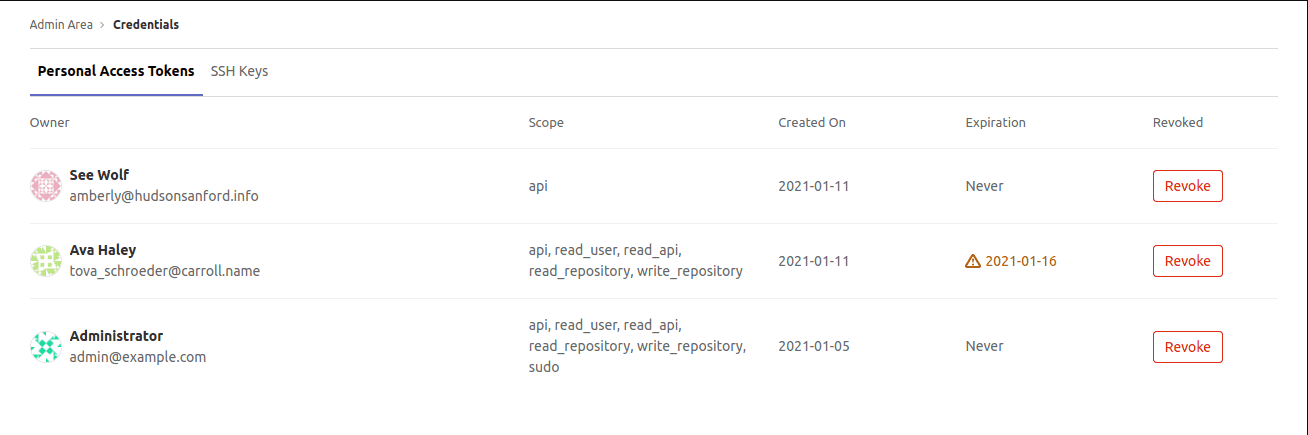 Admin Area › Credentials
Personal Access Tokens SSH Keys
Owner Scope Created On Expiration Revoked
See Wolf
amberly@hudsonsanford.info
api 2021-01-11 Never Revoke
Ava Haley
tova_schroeder@carroll.name
api, read_user, read_api,
read_repository, write_repository
2021-01-11 2021-01-16 Revoke
Administrator
admin@example.com
api, read_user, read_api,
read_repository, write_repository,
sudo
2021-01-05 Never Revoke